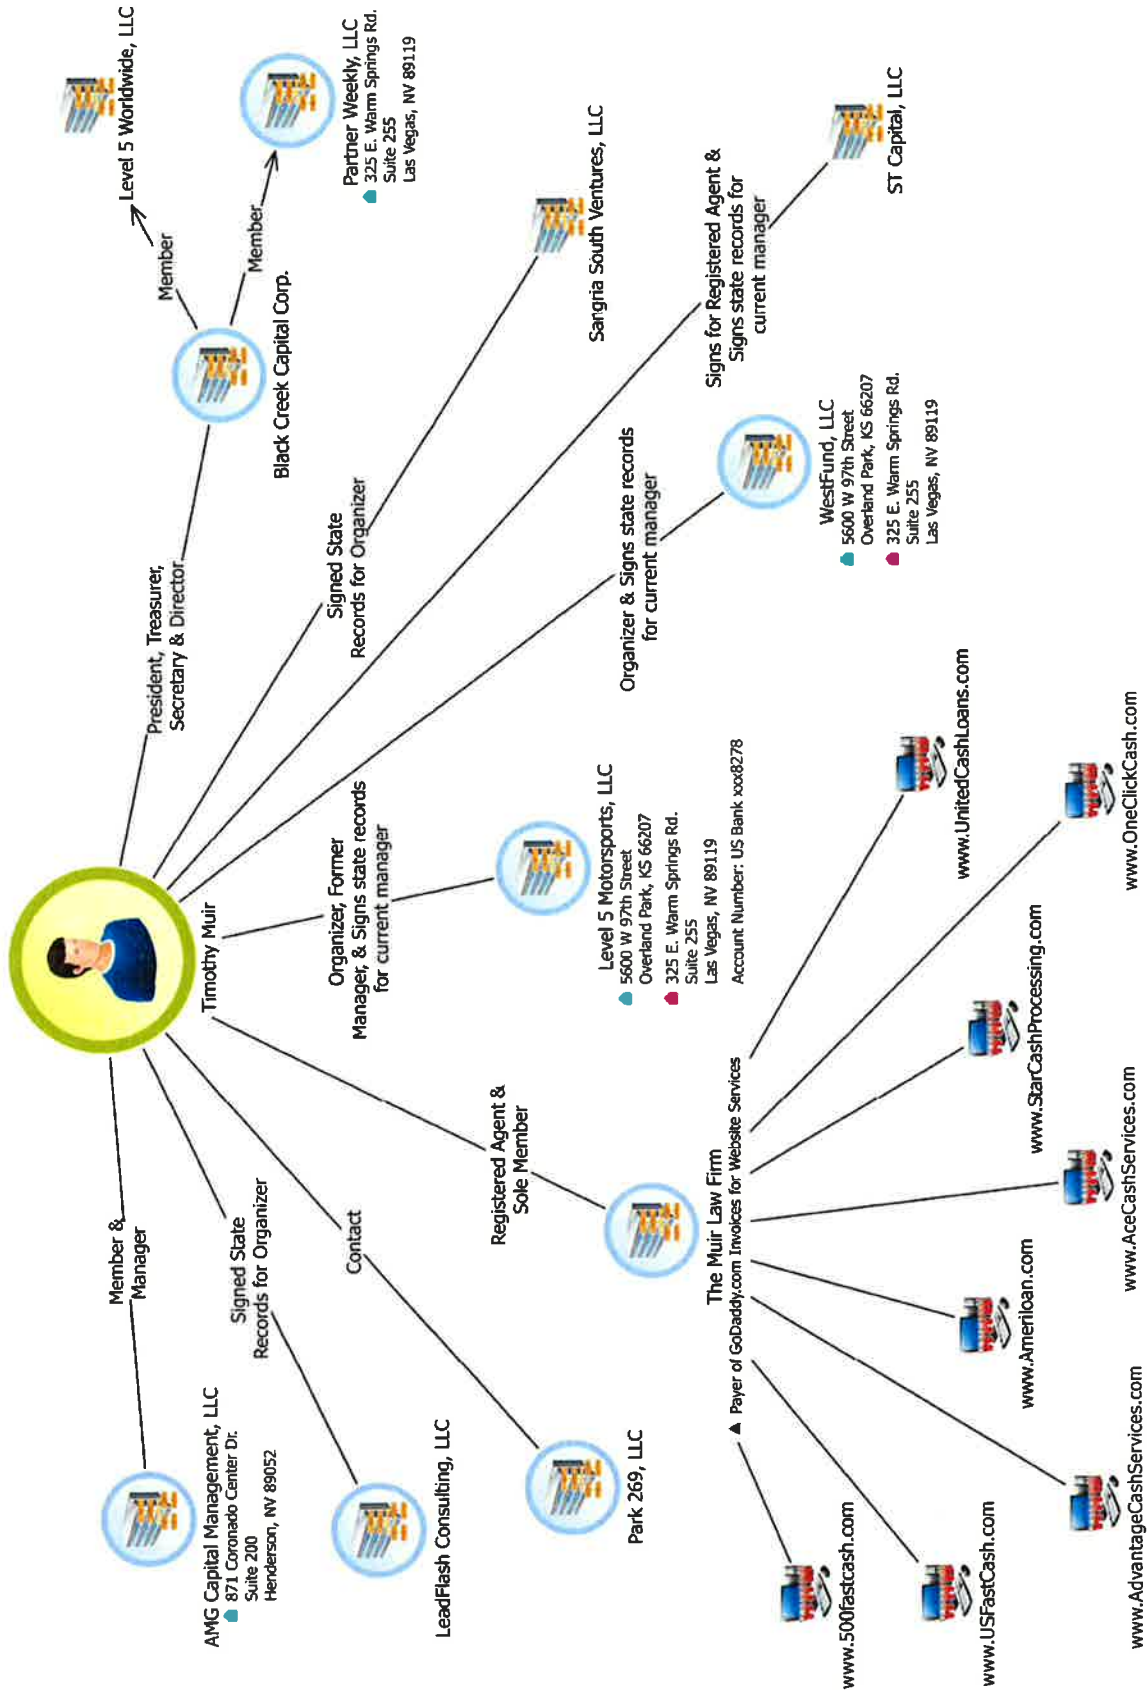 Timothy Muir
Member &
Manager
AMG Capital Management, LLC
871 Coronado Center Dr.
Suite 200
Henderson, NV 89052
Signed State
Records for Organizer
LeadFlash Consulting, LLC
Contact
Park 269, LLC
Registered Agent &
Sole Member
The Muir Law Firm
Payer of GoDaddy.com Invoices for Website Services
www.500fastcash.com
www.USFastCash.com
www.AdvantageCashServices.com
www.Ameriloan.com
www.AceCashServices.com
www.StarCashProcessing.com
www.OneClickCash.com
www.UnitedCashLoans.com
Organizer, Former
Manager, & Signs state records
for current manager
Level 5 Motorsports, LLC
5600 W 97th Street
Overland Park, KS 66207
325 E. Warm Springs Rd.
Suite 255
Las Vegas, NV 89119
Account Number: US Bank xxx8278
Organizer & Signs state records
for current manager
WestFund, LLC
5600 W 97th Street
Overland Park, KS 66207
325 E. Warm Springs Rd.
Suite 255
Las Vegas, NV 89119
Signs for Registered Agent &
Signs state records for
current manager
ST Capital, LLC
Signed State
Records for Organizer
Sangria South Ventures, LLC
President, Treasurer,
Secretary & Director
Black Creek Capital Corp.
Member
Level 5 Worldwide, LLC
Member
Partner Weekly, LLC
325 E. Warm Springs Rd.
Suite 255
Las Vegas, NV 89119